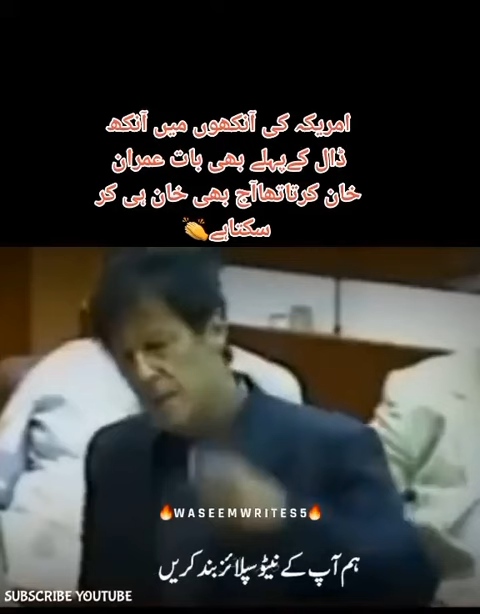 امریکہ کی آنکھوں میں آنکھ
ڈال کےپہلے بھی بات عمران
خان کرتاتھاآج بھی خان ہی کر
سکتاہے👏
🔥WASEEMWRITES5🔥
ہم آپ کے نیٹو سپلائز بند کریں
SUBSCRIBE YOUTUBE